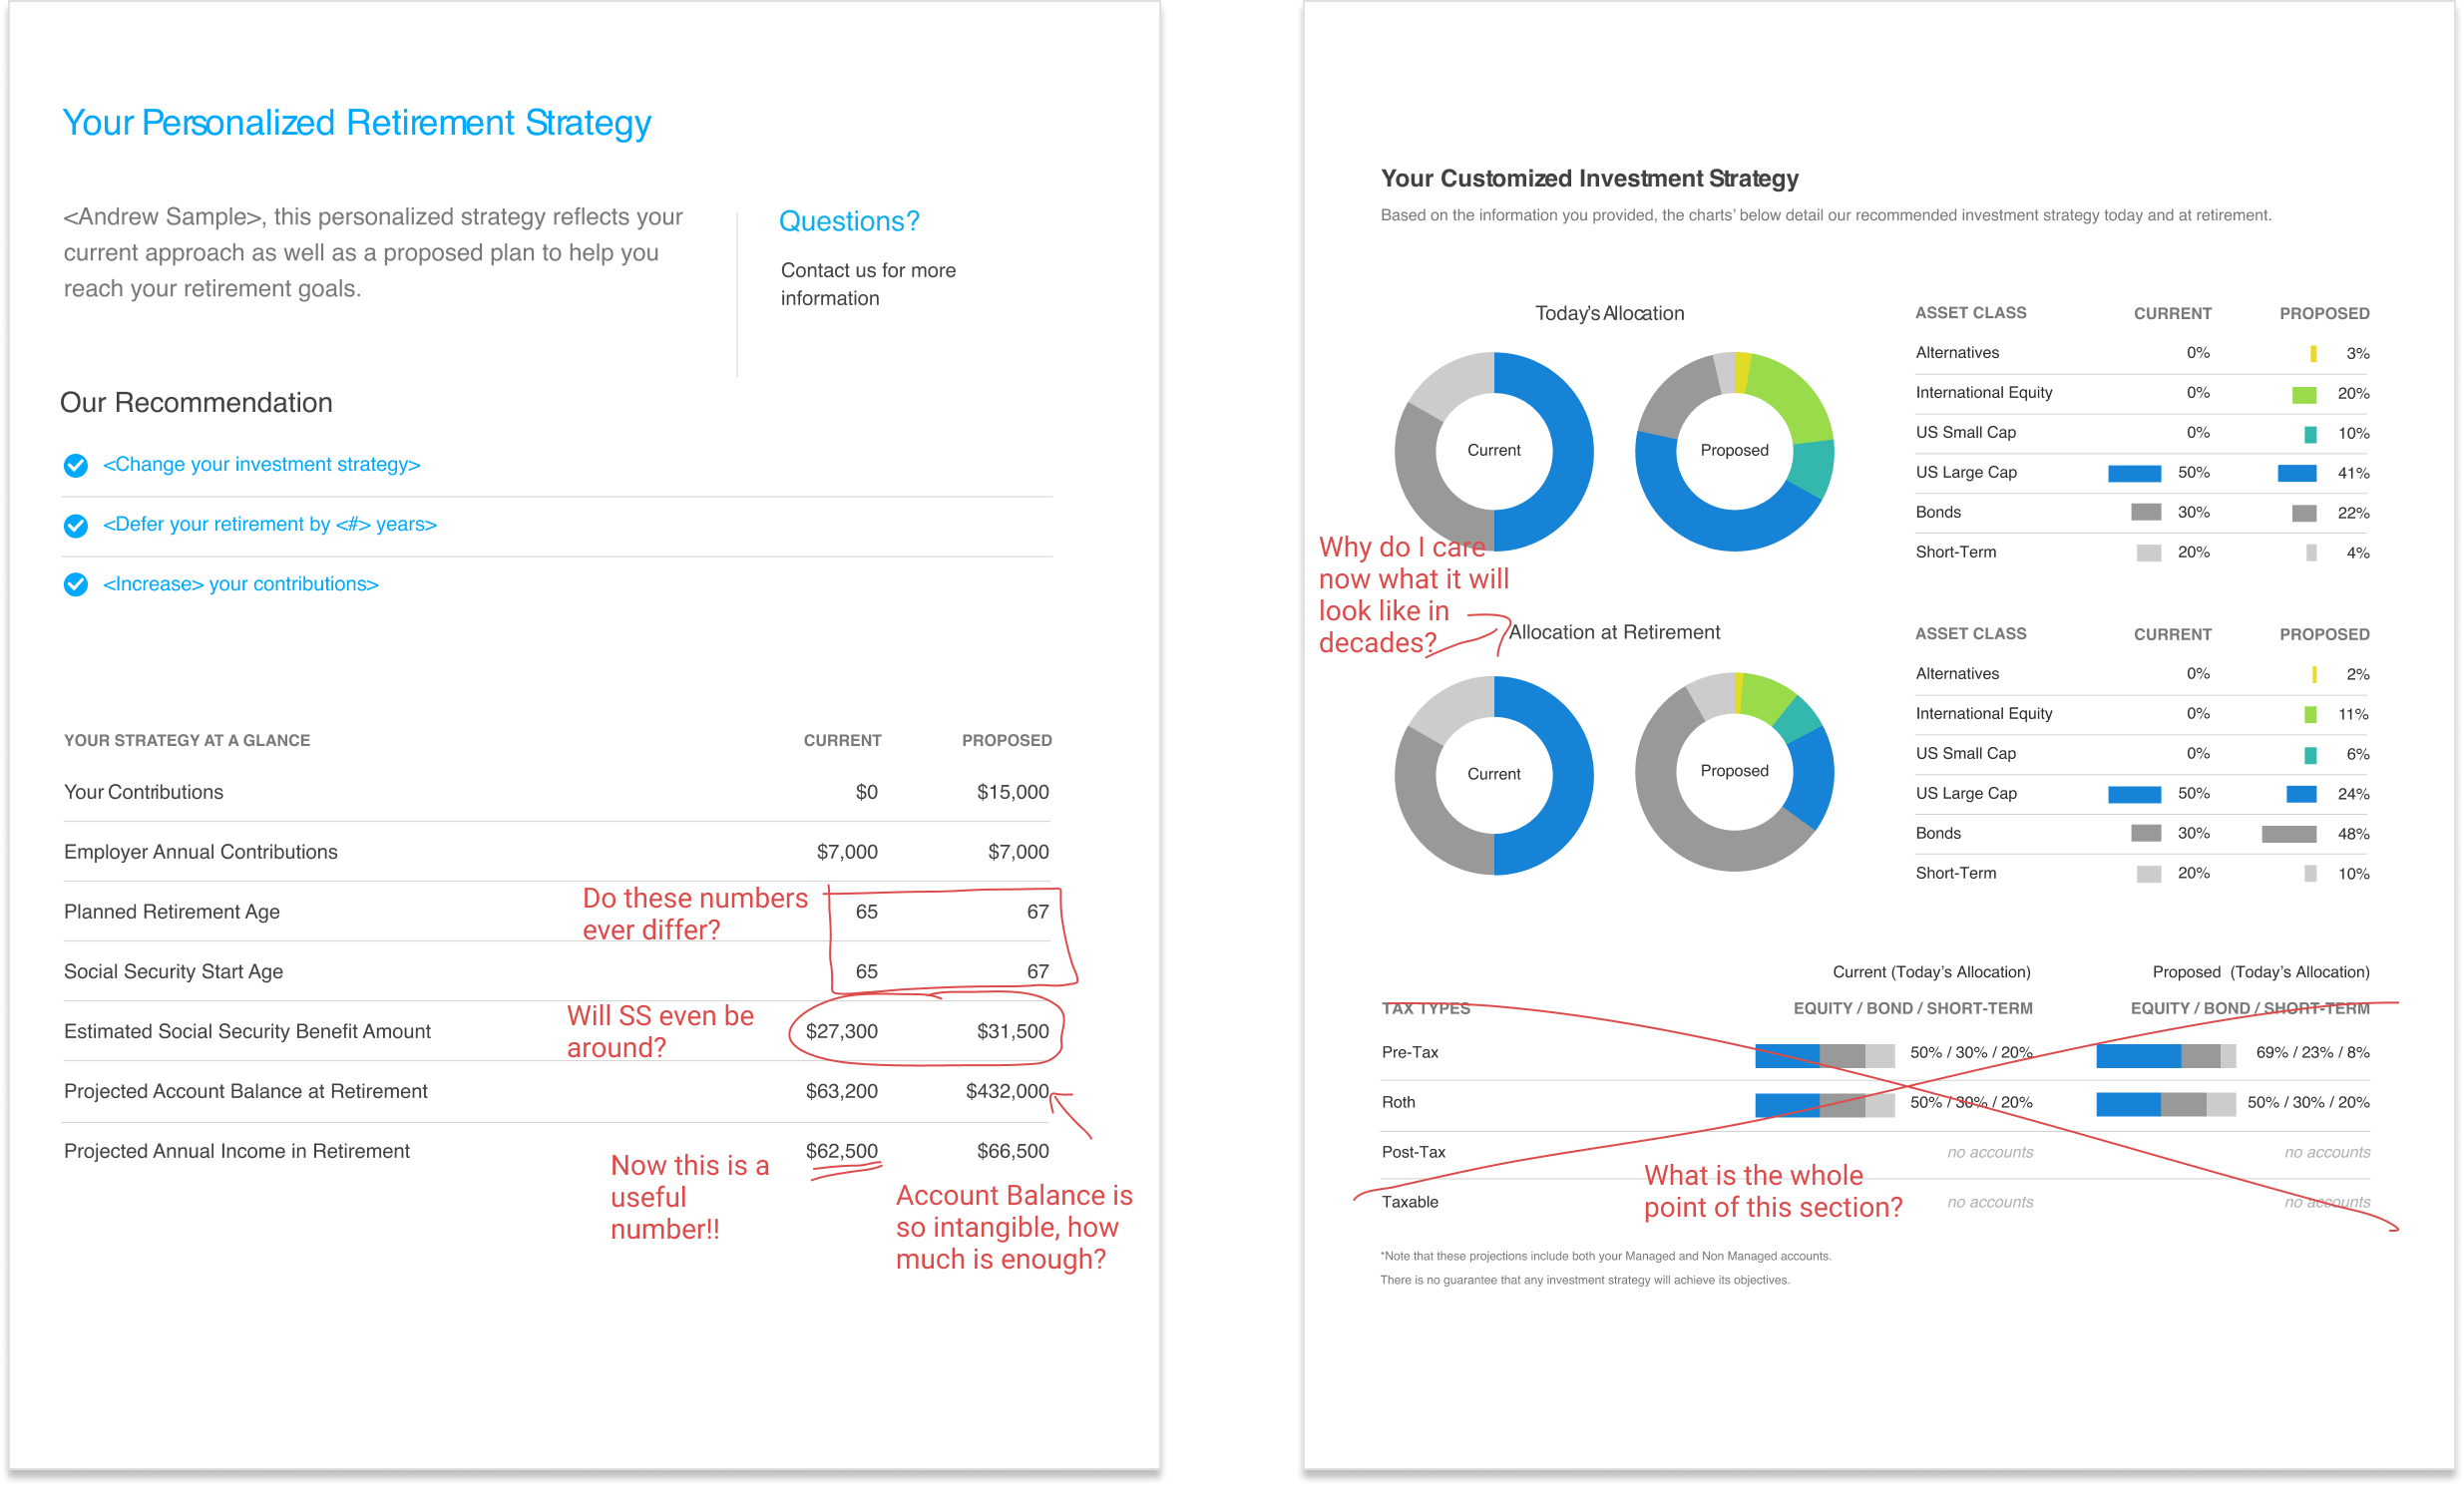 Your Personalized Retirement Strategy
<Andrew Sample>, this personalized strategy reflects your
current approach as well as a proposed plan to help you
reach your retirement goals.
Questions?
Contact us for more
information
Our Recommendation
<Change your investment strategy>
<Defer your retirement by <#> years>
<Increase> your contributions>
YOUR STRATEGY AT A GLANCE CURRENT PROPOSED
Your Contributions $0 $15,000
Employer Annual Contributions $7,000 $7,000
Do these numbers
ever differ?
Planned Retirement Age 65 67
Social Security Start Age 65 67
Will SS even be
around?
Estimated Social Security Benefit Amount $27,300 $31,500
Projected Account Balance at Retirement $63,200 $432,000
Projected Annual Income in Retirement $62,500 $66,500
Now this is a
useful
number!!
Account Balance is
so intangible, how
much is enough?
Your Customized Investment Strategy
Based on the information you provided, the charts’ below detail our recommended investment strategy today and at retirement.
Today’s Allocation
Current
Proposed
ASSET CLASS CURRENT PROPOSED
Alternatives 0% 3%
International Equity 0% 20%
US Small Cap 0% 10%
US Large Cap 50% 41%
Bonds 30% 22%
Short-Term 20% 4%
Why do I care
now what it will
look like in
decades?
Allocation at Retirement
Current
Proposed
ASSET CLASS CURRENT PROPOSED
Alternatives 0% 2%
International Equity 0% 11%
US Small Cap 0% 6%
US Large Cap 50% 24%
Bonds 30% 48%
Short-Term 20% 10%
Current (Today’s Allocation) Proposed (Today’s Allocation)
TAX TYPES EQUITY / BOND / SHORT-TERM EQUITY / BOND / SHORT-TERM
Pre-Tax 50% / 30% / 20% 69% / 23% / 8%
Roth 50% / 30% / 20% 50% / 30% / 20%
Post-Tax no accounts no accounts
Taxable no accounts no accounts
What is the whole
point of this section?
*Note that these projections include both your Managed and Non Managed accounts.
There is no guarantee that any investment strategy will achieve its objectives.